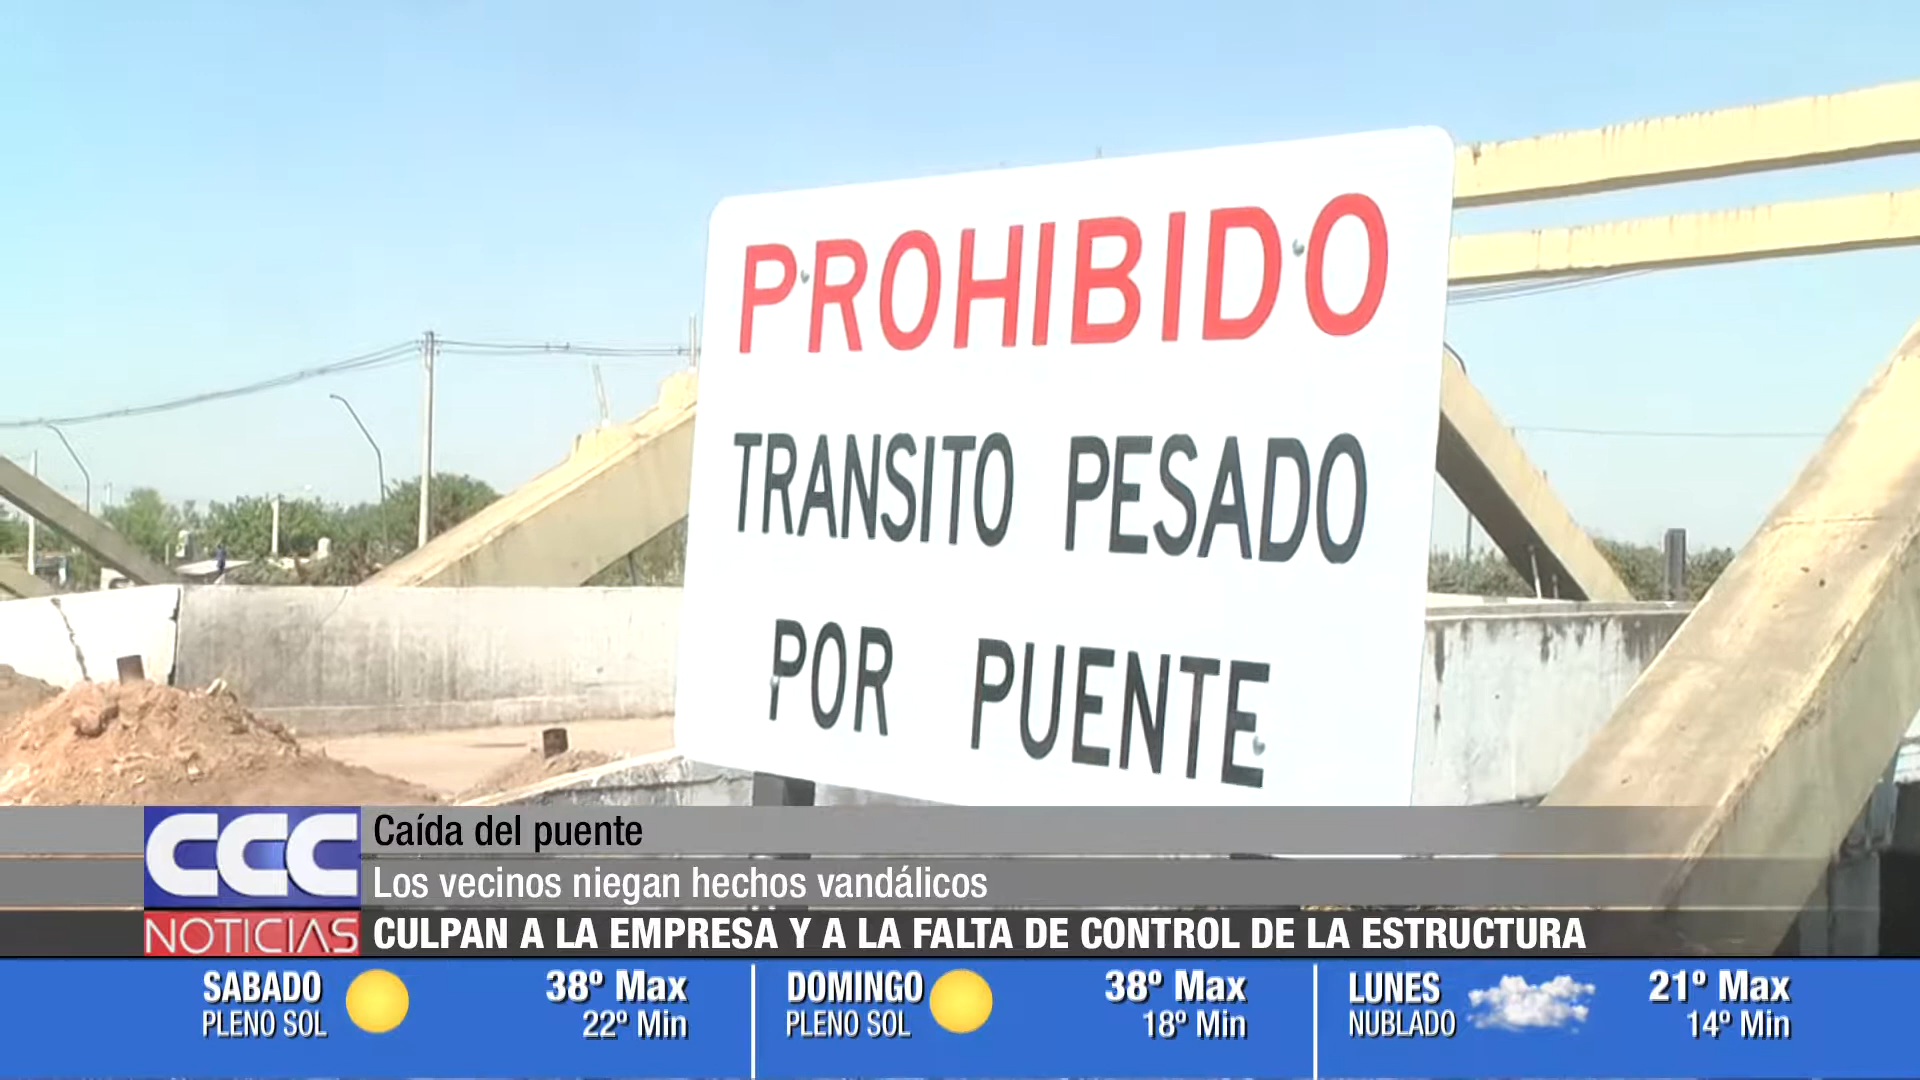 PROHIBIDO
TRANSITO PESADO
POR PUENTE
CCC
NOTICIAS
Caída del puente
Los vecinos niegan hechos vandálicos
CULPAN A LA EMPRESA Y A LA FALTA DE CONTROL DE LA ESTRUCTURA
SABADO
PLENO SOL
38º Max
22º Min
DOMINGO
PLENO SOL
38º Max
18º Min
LUNES
NUBLADO
21º Max
14º Min